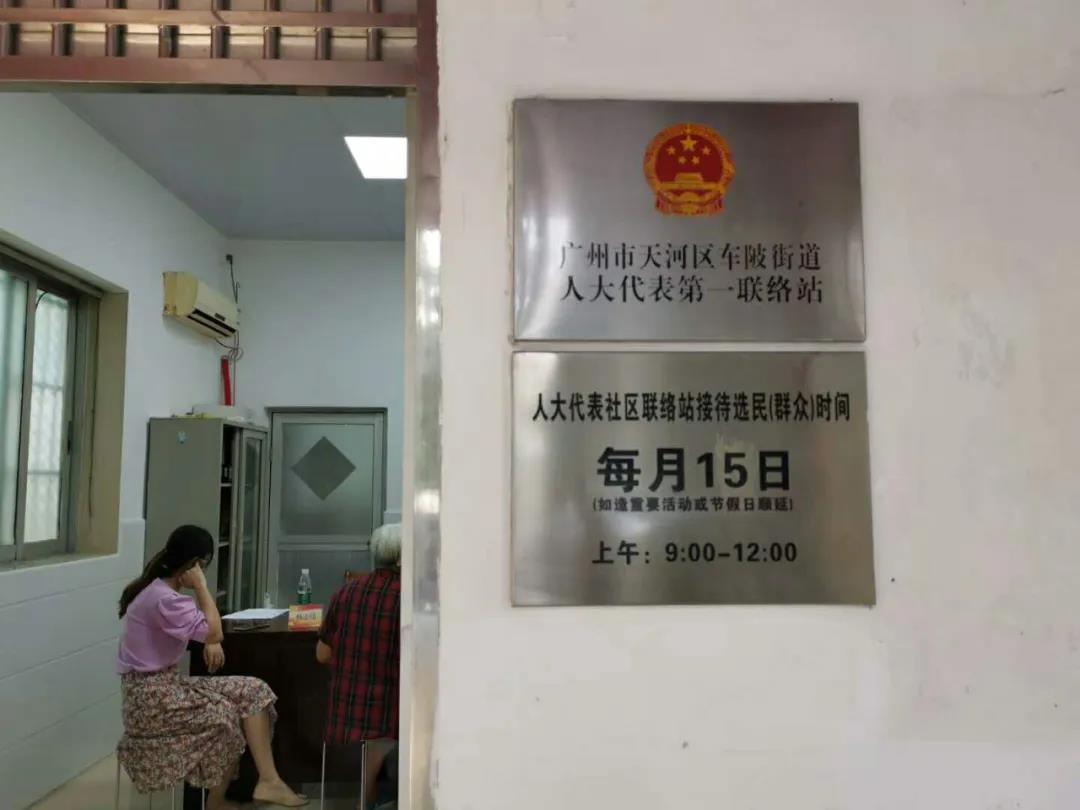 广州市天河区车陂街道
人大代表第一联络站
人大代表社区联络站接待选民(群众)时间
每月15日
(如逢重要活动或节假日顺延)
上午：9:00-12:00